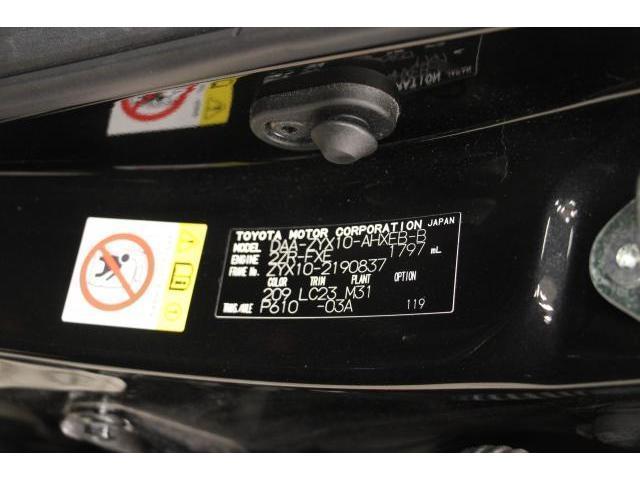 TOYOTA MOTOR CORPORATION JAPAN
MODEL DAA-ZYX10-AHXEB-B
ENGINE 2ZR-FXE 1797 mL
FRAME No. ZYX10-2190837
COLOR TRIM PLANT OPTION
209 LC23 M31
TRANS/AXLE P610 -03A 119